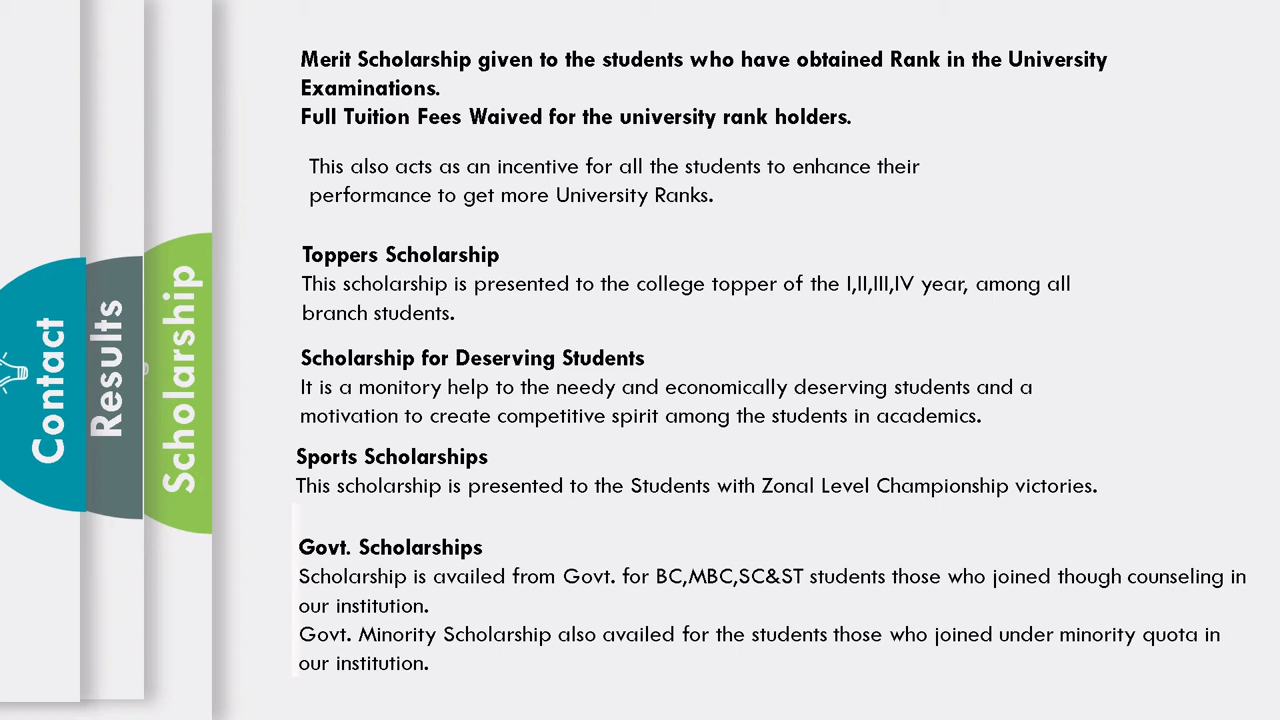 Merit Scholarship given to the students who have obtained Rank in the University
Examinations.
Full Tuition Fees Waived for the university rank holders.
This also acts as an incentive for all the students to enhance their
performance to get more University Ranks.
Toppers Scholarship
This scholarship is presented to the college topper of the I,II,III,IV year, among all
branch students.
Scholarship for Deserving Students
It is a monitory help to the needy and economically deserving students and a
motivation to create competitive spirit among the students in academics.
Sports Scholarships
This scholarship is presented to the Students with Zonal Level Championship victories.
Govt. Scholarships
Scholarship is availed from Govt. for BC,MBC,SC&ST students those who joined though counseling in
our institution.
Govt. Minority Scholarship also availed for the students those who joined under minority quota in
our institution.
Contact
Results
Scholarship